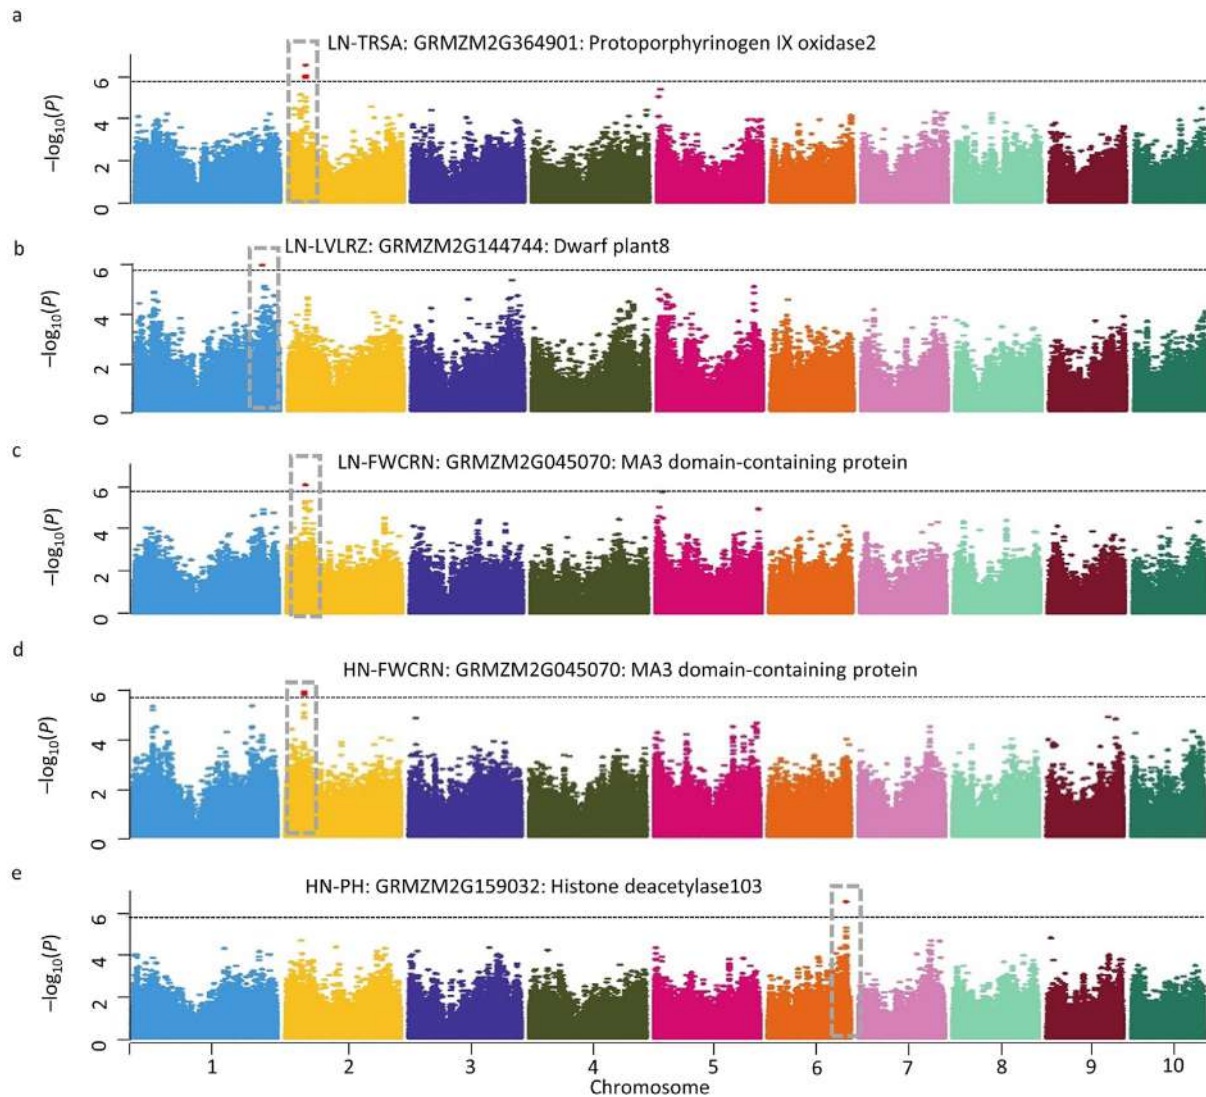 a
LN-TRSA: GRMZM2G364901: Protoporphyrinogen IX oxidase2
−log10(P)
6
4
2
0
b
LN-LVLRZ: GRMZM2G144744: Dwarf plant8
−log10(P)
6
4
2
0
c
LN-FWCRN: GRMZM2G045070: MA3 domain-containing protein
−log10(P)
6
4
2
0
d
HN-FWCRN: GRMZM2G045070: MA3 domain-containing protein
−log10(P)
6
4
2
0
e
HN-PH: GRMZM2G159032: Histone deacetylase103
−log10(P)
6
4
2
0
1 2 3 4 5 6 7 8 9 10
Chromosome